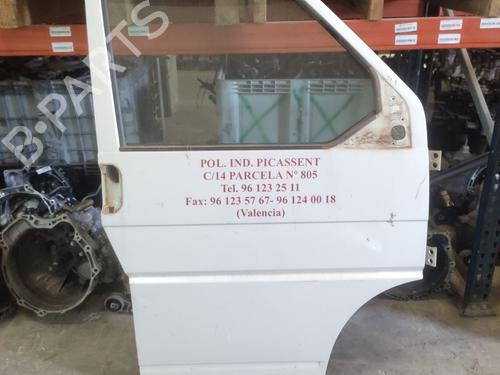 B-PARTS
POL. IND. PICASSENT
C/14 PARCELA Nº 805
Tel. 96 123 25 11
Fax: 96 123 57 67- 96 124 00 18
(Valencia)